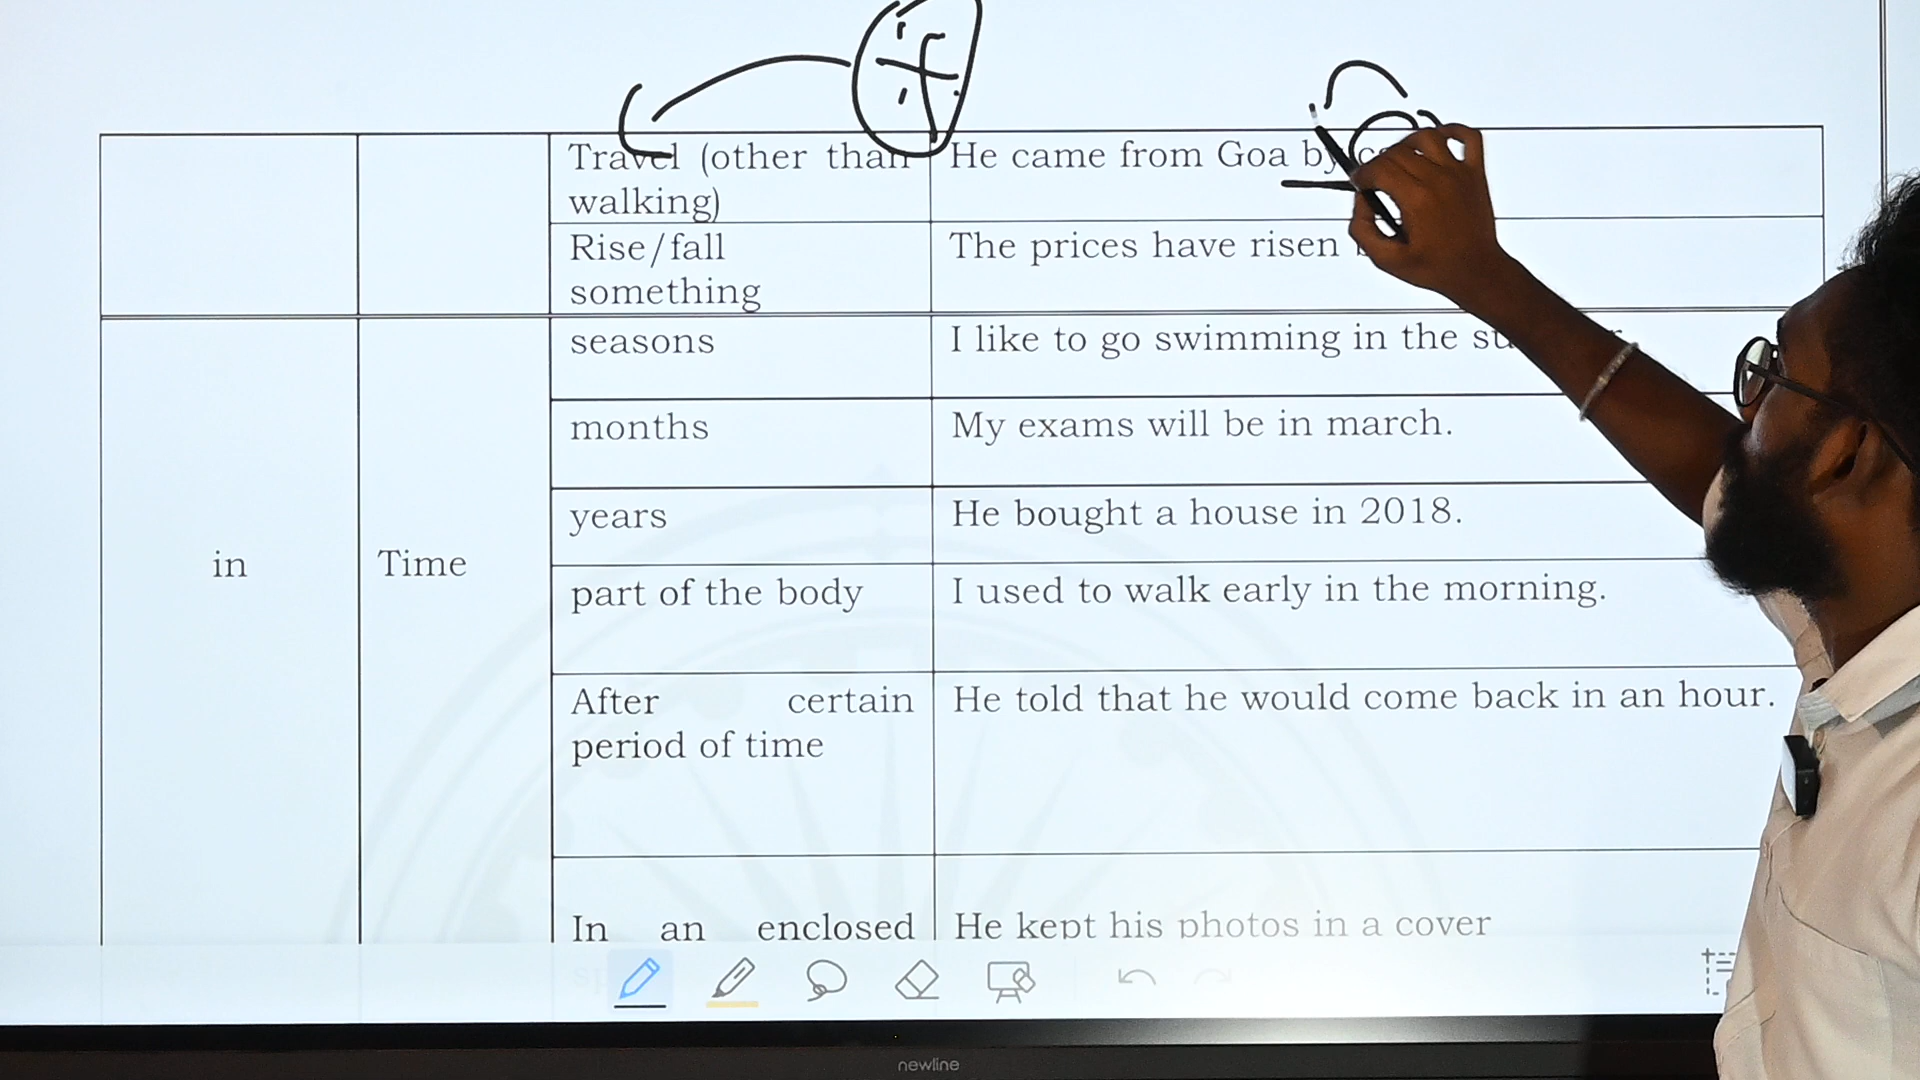 Travel (other than He came from Goa by
walking)
Rise/fall The prices have risen
something
seasons I like to go swimming in the
months My exams will be in march.
years He bought a house in 2018.
in Time part of the body I used to walk early in the morning.
After certain He told that he would come back in an hour.
period of time
In an enclosed He kept his photos in a cover
newline